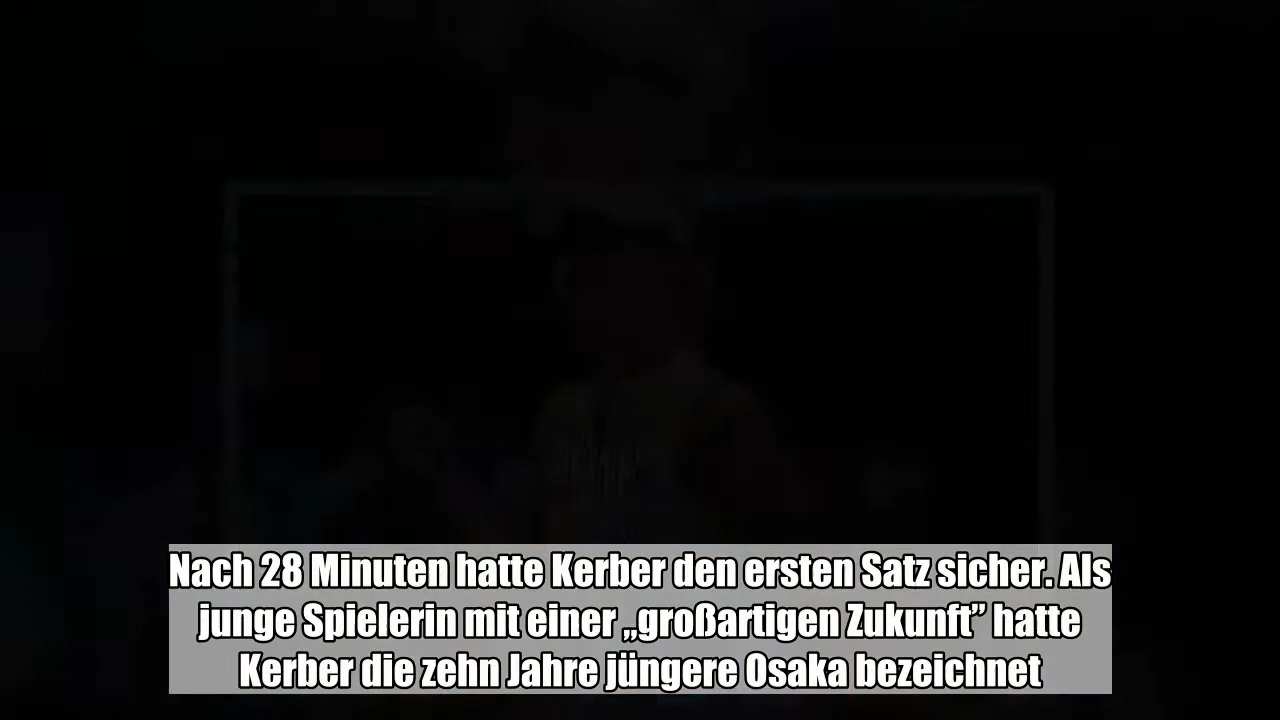 Nach 28 Minuten hatte Kerber den ersten Satz sicher. Als
junge Spielerin mit einer „großartigen Zukunft” hatte
Kerber die zehn Jahre jüngere Osaka bezeichnet